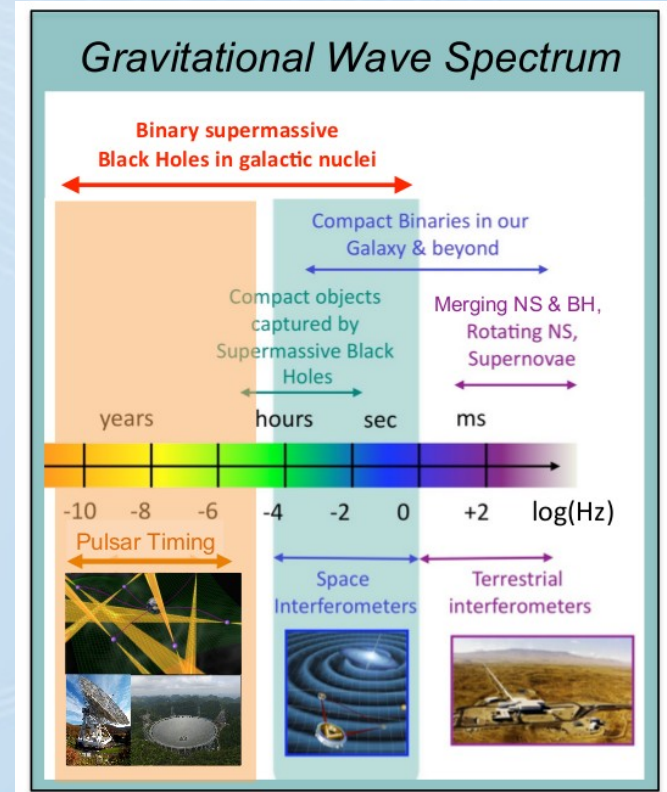 Gravitational Wave Spectrum
Binary supermassive
Black Holes in galactic nuclei
Compact Binaries in our
Galaxy & beyond
Compact objects
captured by
Supermassive Black
Holes
Merging NS & BH,
Rotating NS,
Supernovae
years hours sec ms
-10 -8 -6 -4 -2 0 +2 log(Hz)
Pulsar Timing
Space
Interferometers
Terrestrial
interferometers